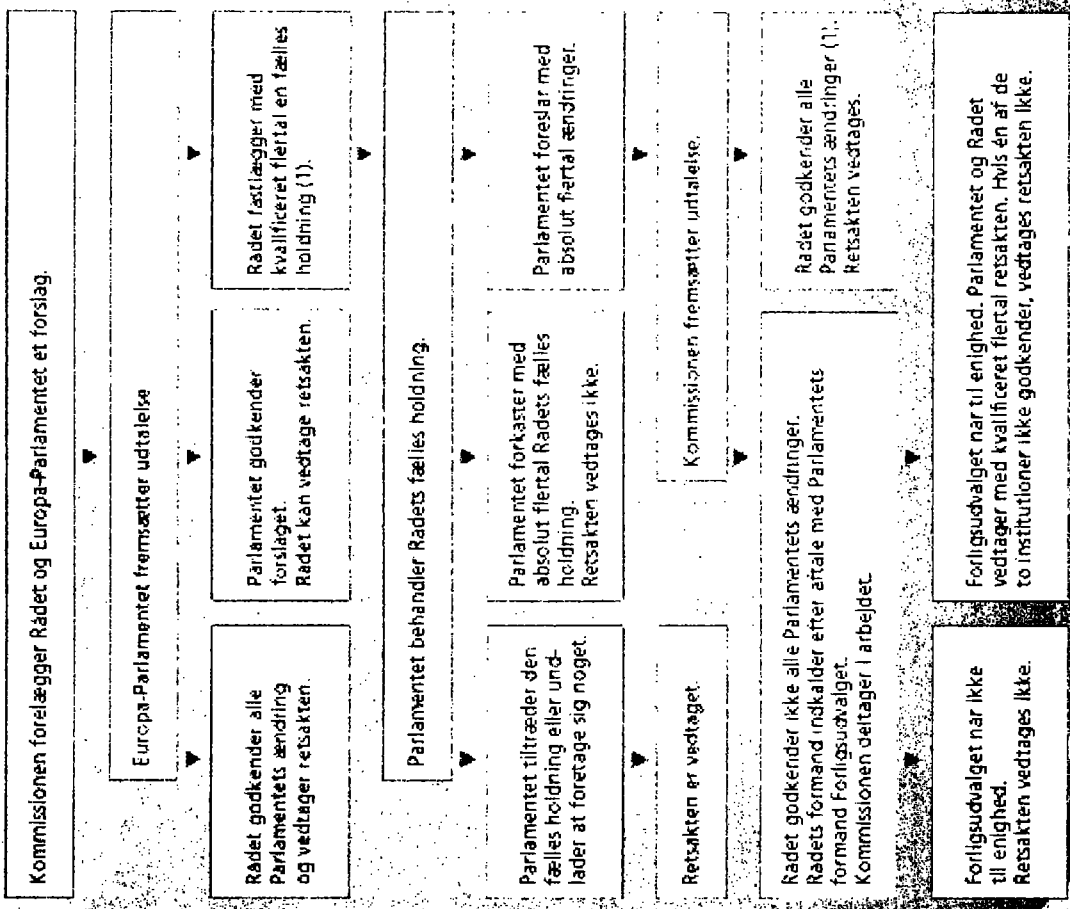 Kommissionen forelægger Rådet og Europa-Parlamentet et forslag.
Europa-Parlamentet fremsætter udtalelse
Rådet godkender alle
Parlamentets ændring
og vedtager retsakten.
Parlamentet godkender
forslaget.
Rådet kan vedtage retsakten.
Rådet fastlægger med
kvalificeret flertal en fælles
holdning (1).
Parlamentet behandler Rådets fælles holdning.
Parlamentet tiltræder den
fælles holdning eller und-
lader at foretage sig noget.
Parlamentet forkaster med
absolut flertal Rådets fælles
holdning.
Retsakten vedtages ikke.
Parlamentet foreslår med
absolut flertal ændringer.
Retsakten er vedtaget.
Kommissionen fremsætter udtalelse.
Rådet godkender ikke alle Parlamentets ændringer.
Rådets formand indkalder efter aftale med Parlamentets
formand Forligsudvalget.
Kommissionen deltager i arbejdet.
Rådet godkender alle
Parlamentets ændringer (1).
Retsakten vedtages.
Forligsudvalget når ikke
til enighed.
Retsakten vedtages ikke.
Forligsudvalget når til enighed. Parlamentet og Rådet
vedtager med kvalificeret flertal retsakten. Hvis én af de
to institutioner ikke godkender, vedtages retsakten ikke.